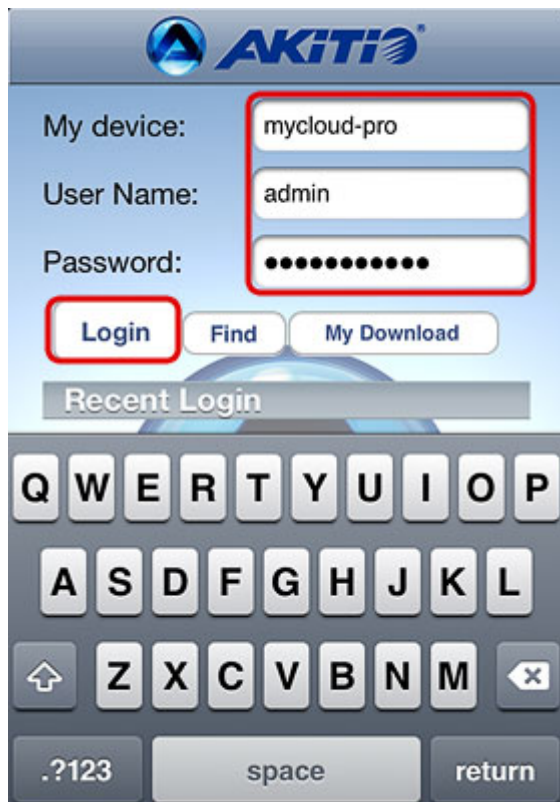 AKiTiO
My device: mycloud-pro
User Name: admin
Password: ●●●●●●●●●●●
Login Find My Download
Recent Login
Q W E R T Y U I O P
A S D F G H J K L
Z X C V B N M
.?123 space return